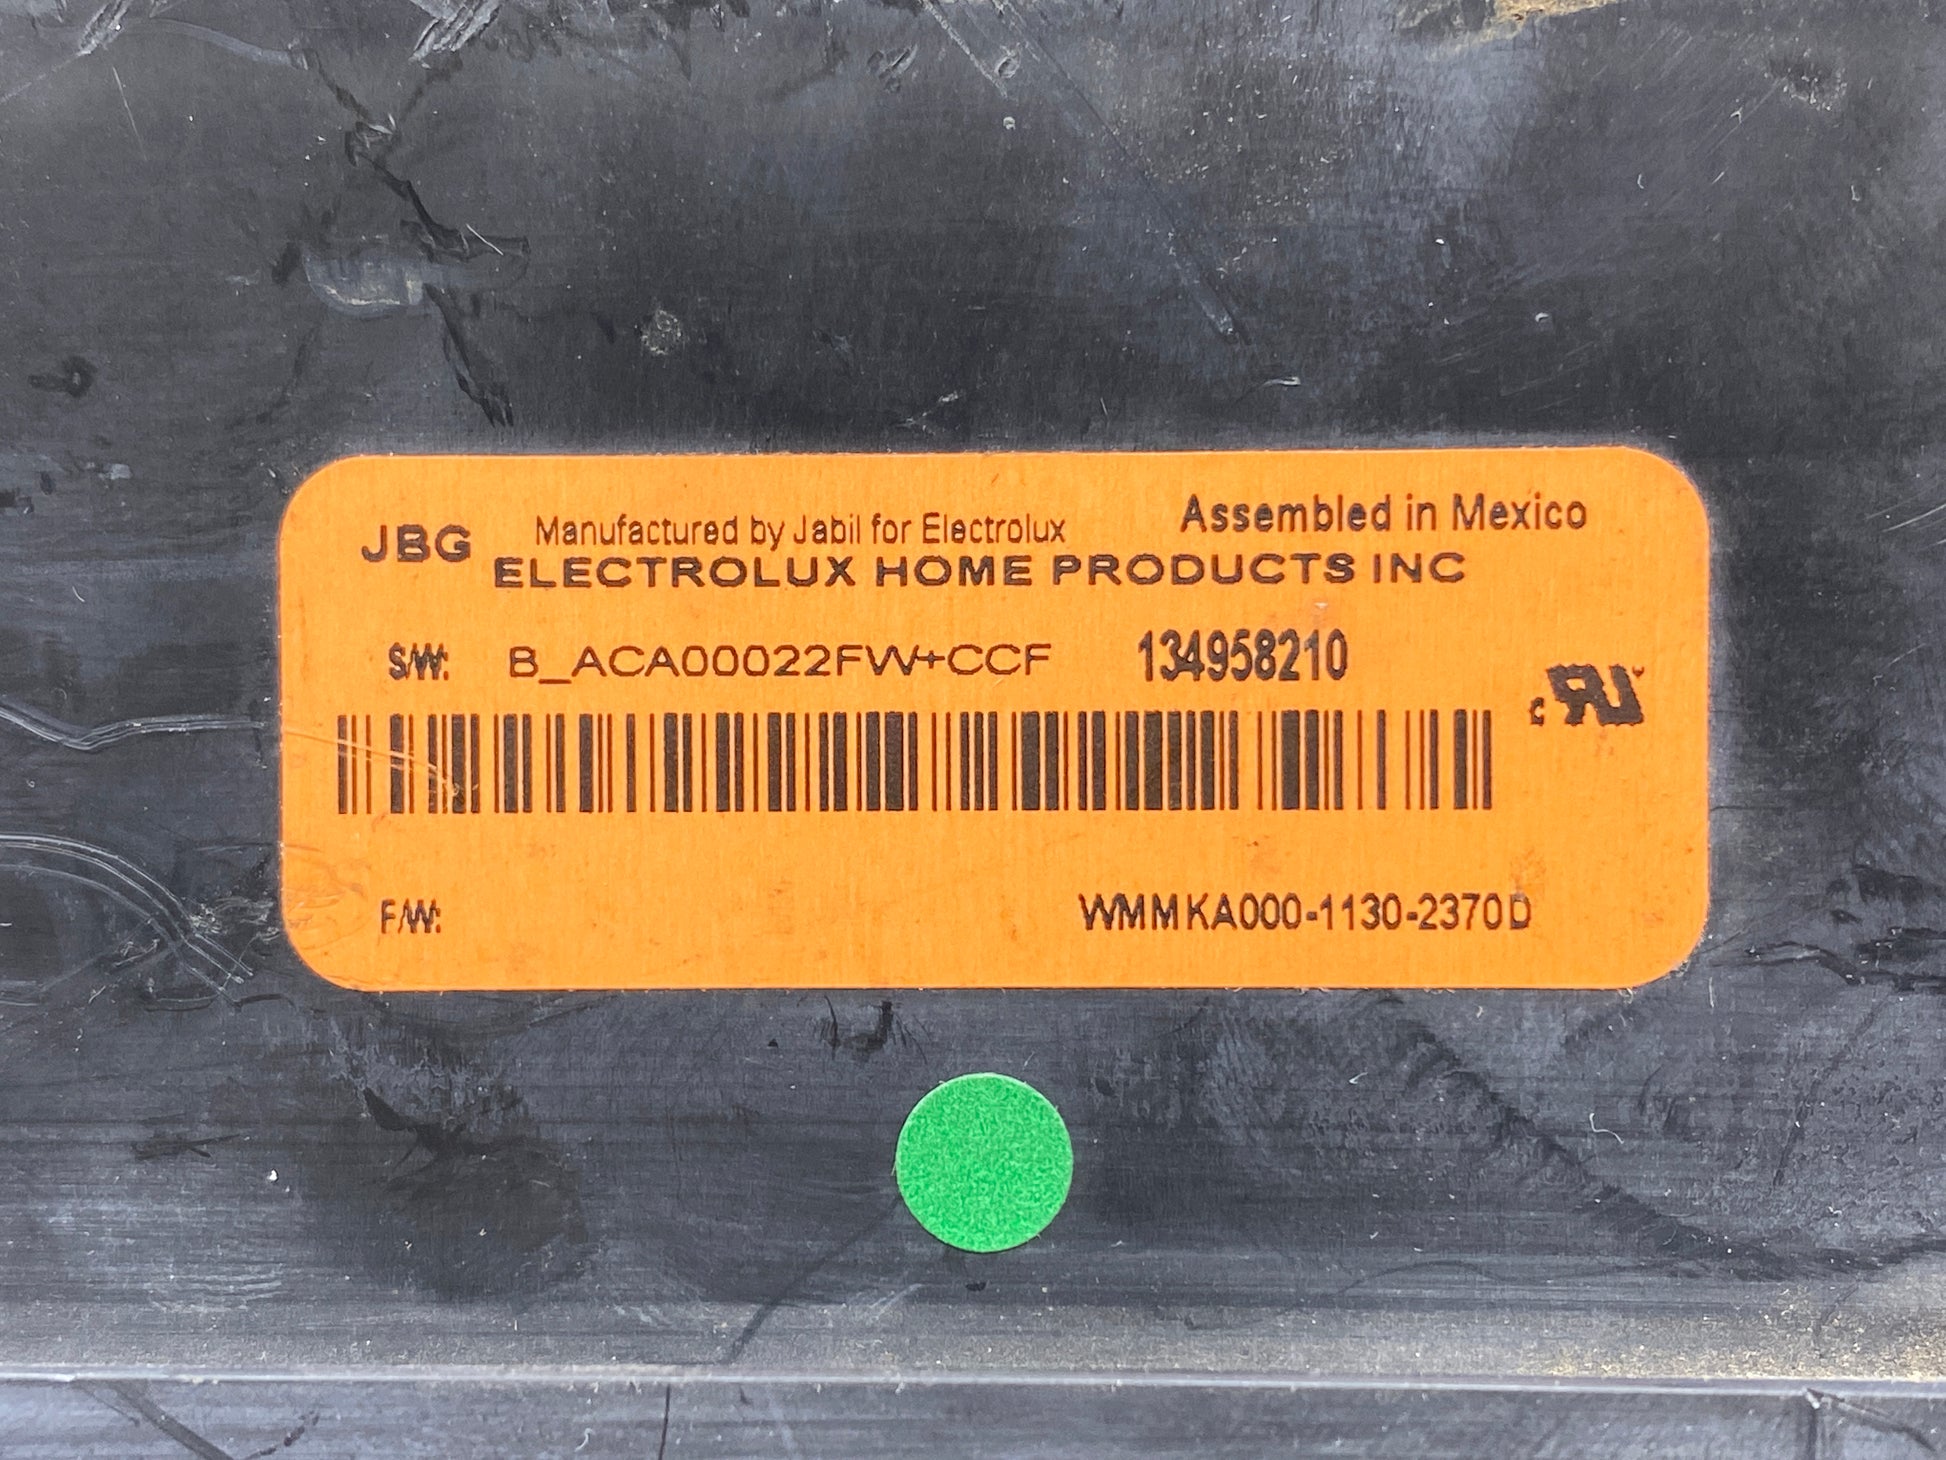 JBG Manufactured by Jabil for Electrolux Assembled in Mexico
ELECTROLUX HOME PRODUCTS INC
S/W: B_ACA00022FW+CCF 134958210
c RU
F/W: WMMKA000-1130-2370D